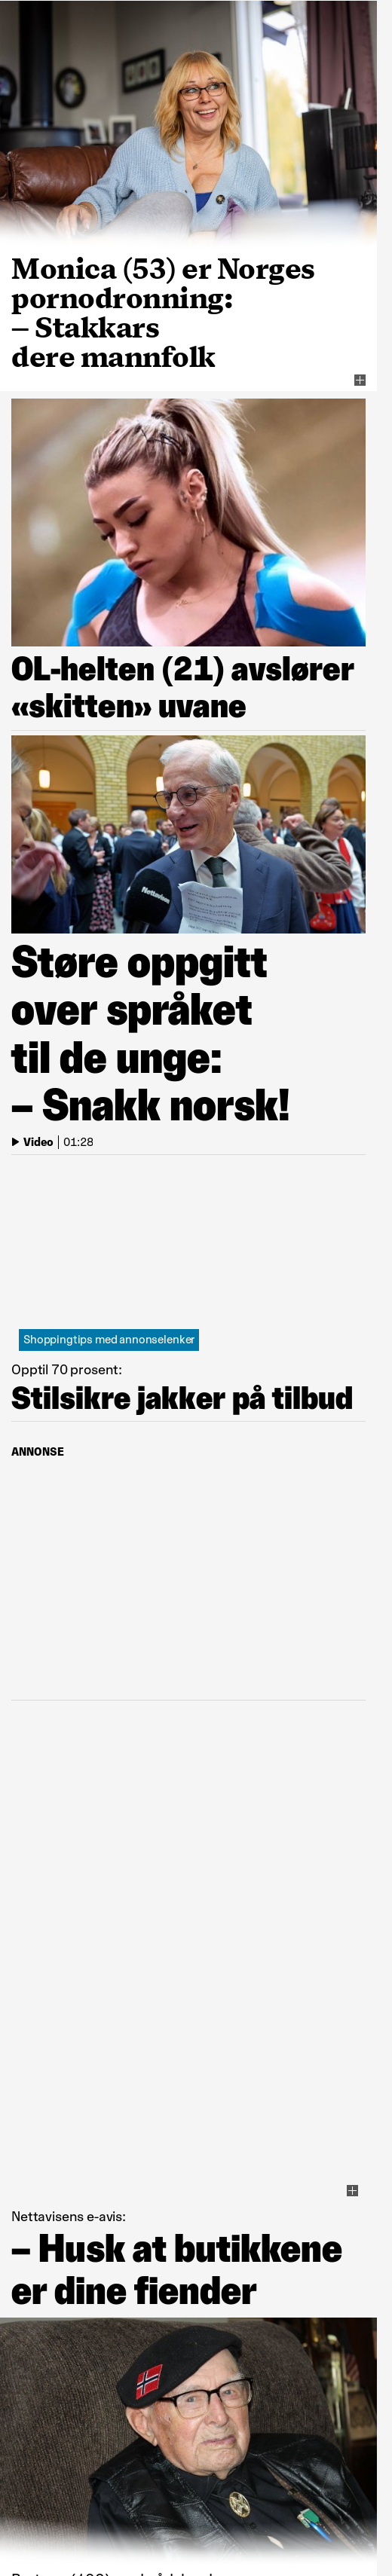 Monica (53) er Norges
pornodronning:
– Stakkars
dere mannfolk
OL-helten (21) avslører
«skitten» uvane
Nettavisen
Støre oppgitt
over språket
til de unge:
– Snakk norsk!
Video | 01:28
Shoppingtips med annonselenker
Opptil 70 prosent:
Stilsikre jakker på tilbud
ANNONSE
Nettavisens e-avis:
– Husk at butikkene
er dine fiender